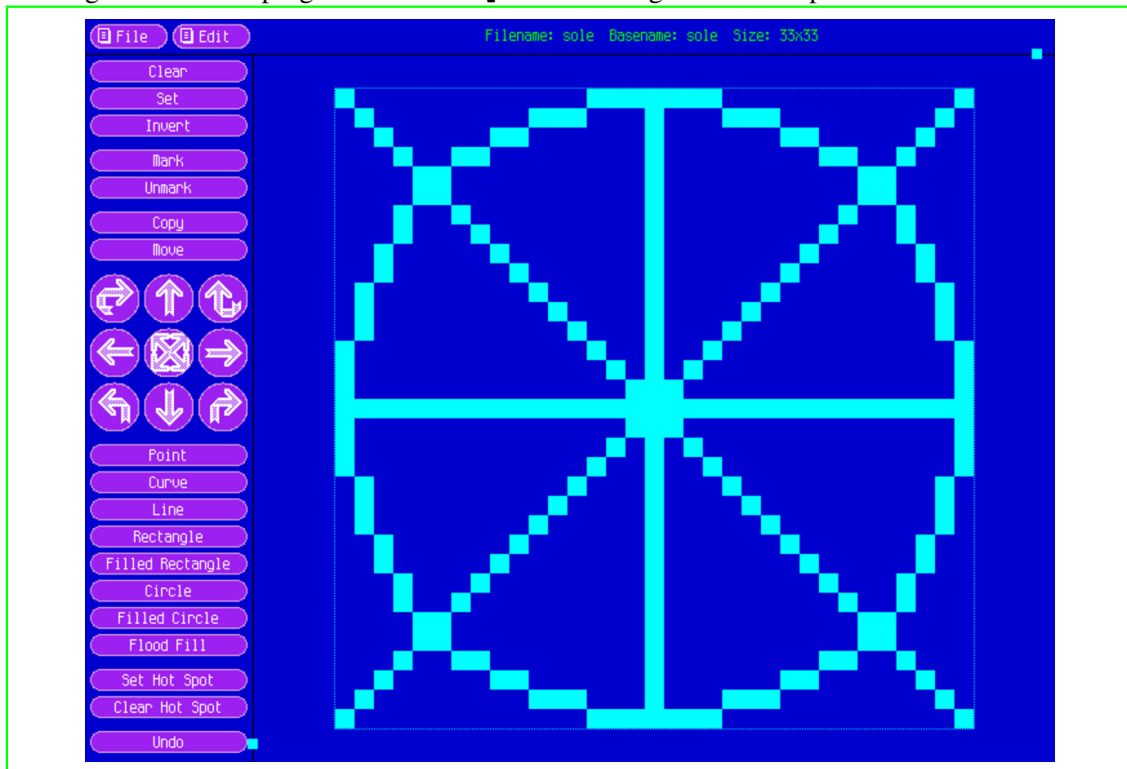 File Edit Filename: sole Basename: sole Size: 33x33
Clear
Set
Invert
Mark
Unmark
Copy
Move
Point
Curve
Line
Rectangle
Filled Rectangle
Circle
Filled Circle
Flood Fill
Set Hot Spot
Clear Hot Spot
Undo